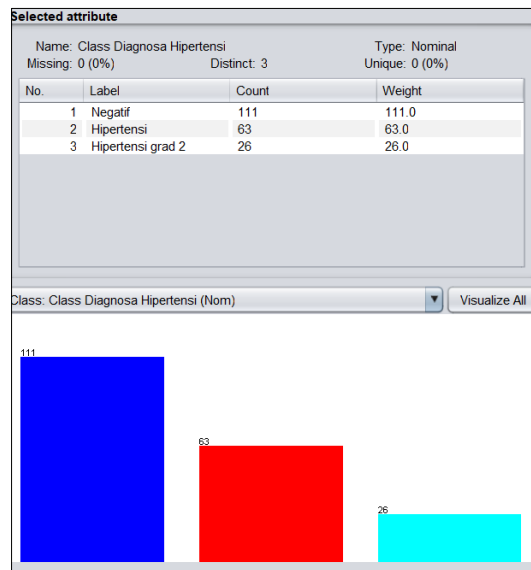 Selected attribute
Name: Class Diagnosa Hipertensi Type: Nominal
Missing: 0 (0%) Distinct: 3 Unique: 0 (0%)
No. Label Count Weight
1 Negatif 111 111.0
2 Hipertensi 63 63.0
3 Hipertensi grad 2 26 26.0
Class: Class Diagnosa Hipertensi (Nom) Visualize All
111
63
26